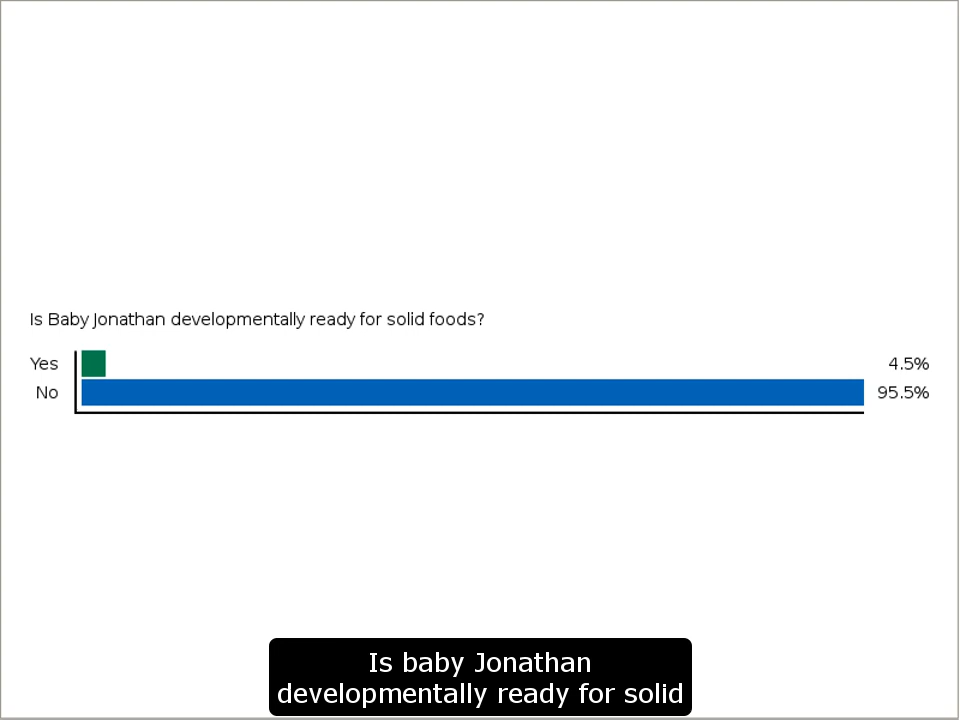 Is Baby Jonathan developmentally ready for solid foods?
Yes 4.5%
No 95.5%
Is baby Jonathan
developmentally ready for solid